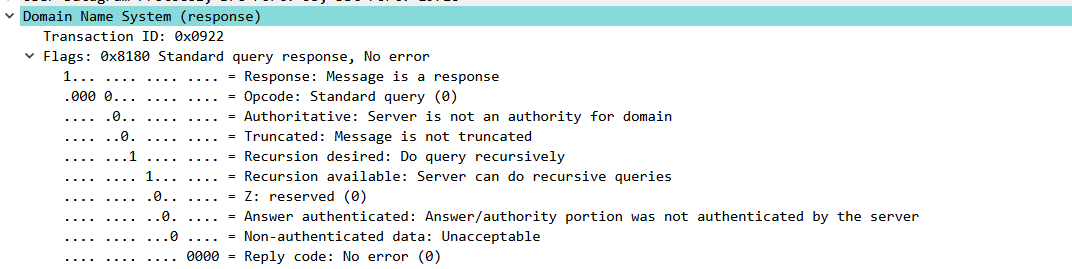 Domain Name System (response)
Transaction ID: 0x0922
Flags: 0x8180 Standard query response, No error
1... .... .... .... = Response: Message is a response
.000 0... .... .... = Opcode: Standard query (0)
.... .0.. .... .... = Authoritative: Server is not an authority for domain
.... ..0. .... .... = Truncated: Message is not truncated
.... ...1 .... .... = Recursion desired: Do query recursively
.... .... 1... .... = Recursion available: Server can do recursive queries
.... .... .0.. .... = Z: reserved (0)
.... .... ..0. .... = Answer authenticated: Answer/authority portion was not authenticated by the server
.... .... ...0 .... = Non-authenticated data: Unacceptable
.... .... .... 0000 = Reply code: No error (0)